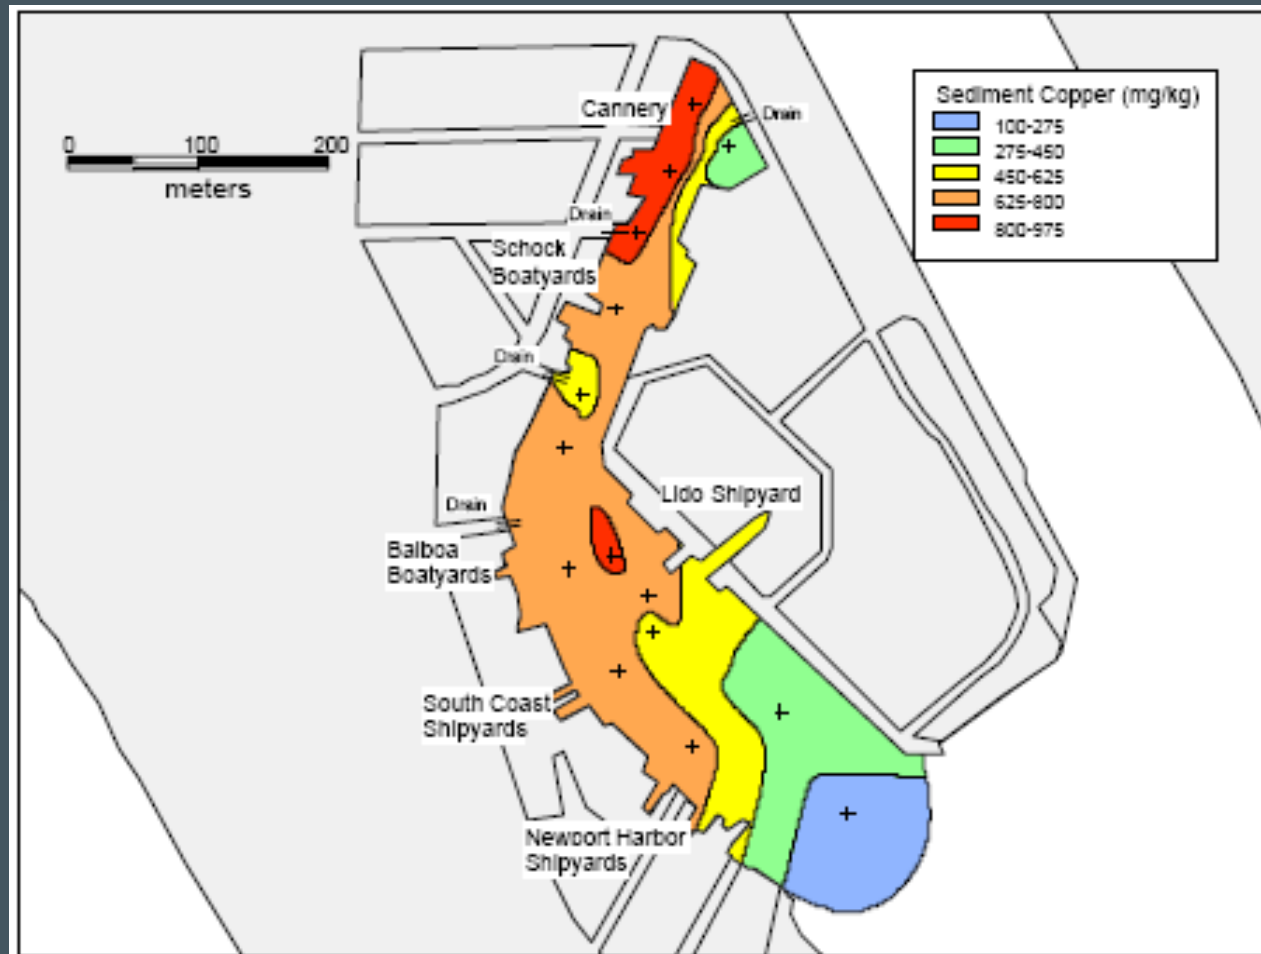 Sediment Copper (mg/kg)
100-275
275-450
450-625
625-800
800-975
0 100 200
meters
Cannery
Drain
Drain
Schock
Boatyards
Drain
Lido Shipyard
Drain
Balboa
Boatyards
South Coast
Shipyards
Newport Harbor
Shipyards